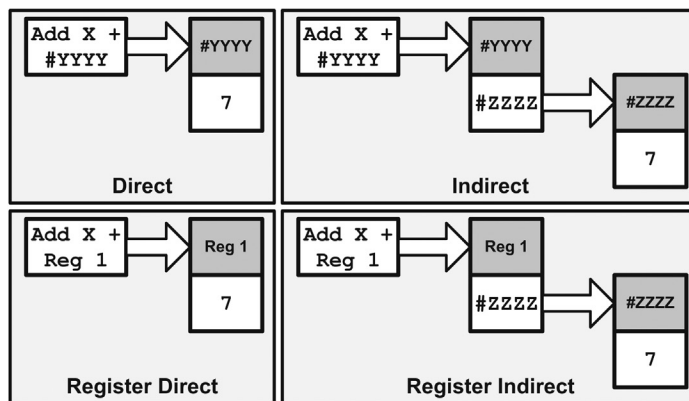 Add X +
#YYYY
#YYYY
7
Direct
Add X +
#YYYY
#YYYY
#ZZZZ
#ZZZZ
7
Indirect
Add X +
Reg 1
Reg 1
7
Register Direct
Add X +
Reg 1
Reg 1
#ZZZZ
#ZZZZ
7
Register Indirect